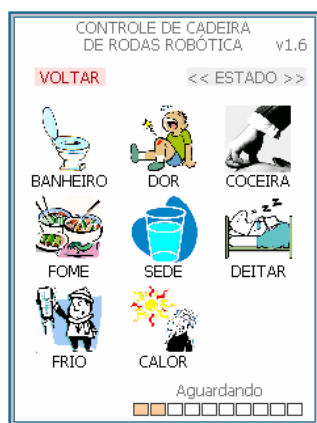 CONTROLE DE CADEIRA
DE RODAS ROBÓTICA v1.6
VOLTAR << ESTADO >>
BANHEIRO DOR COCEIRA
FOME SEDE DEITAR
FRIO CALOR
Aguardando